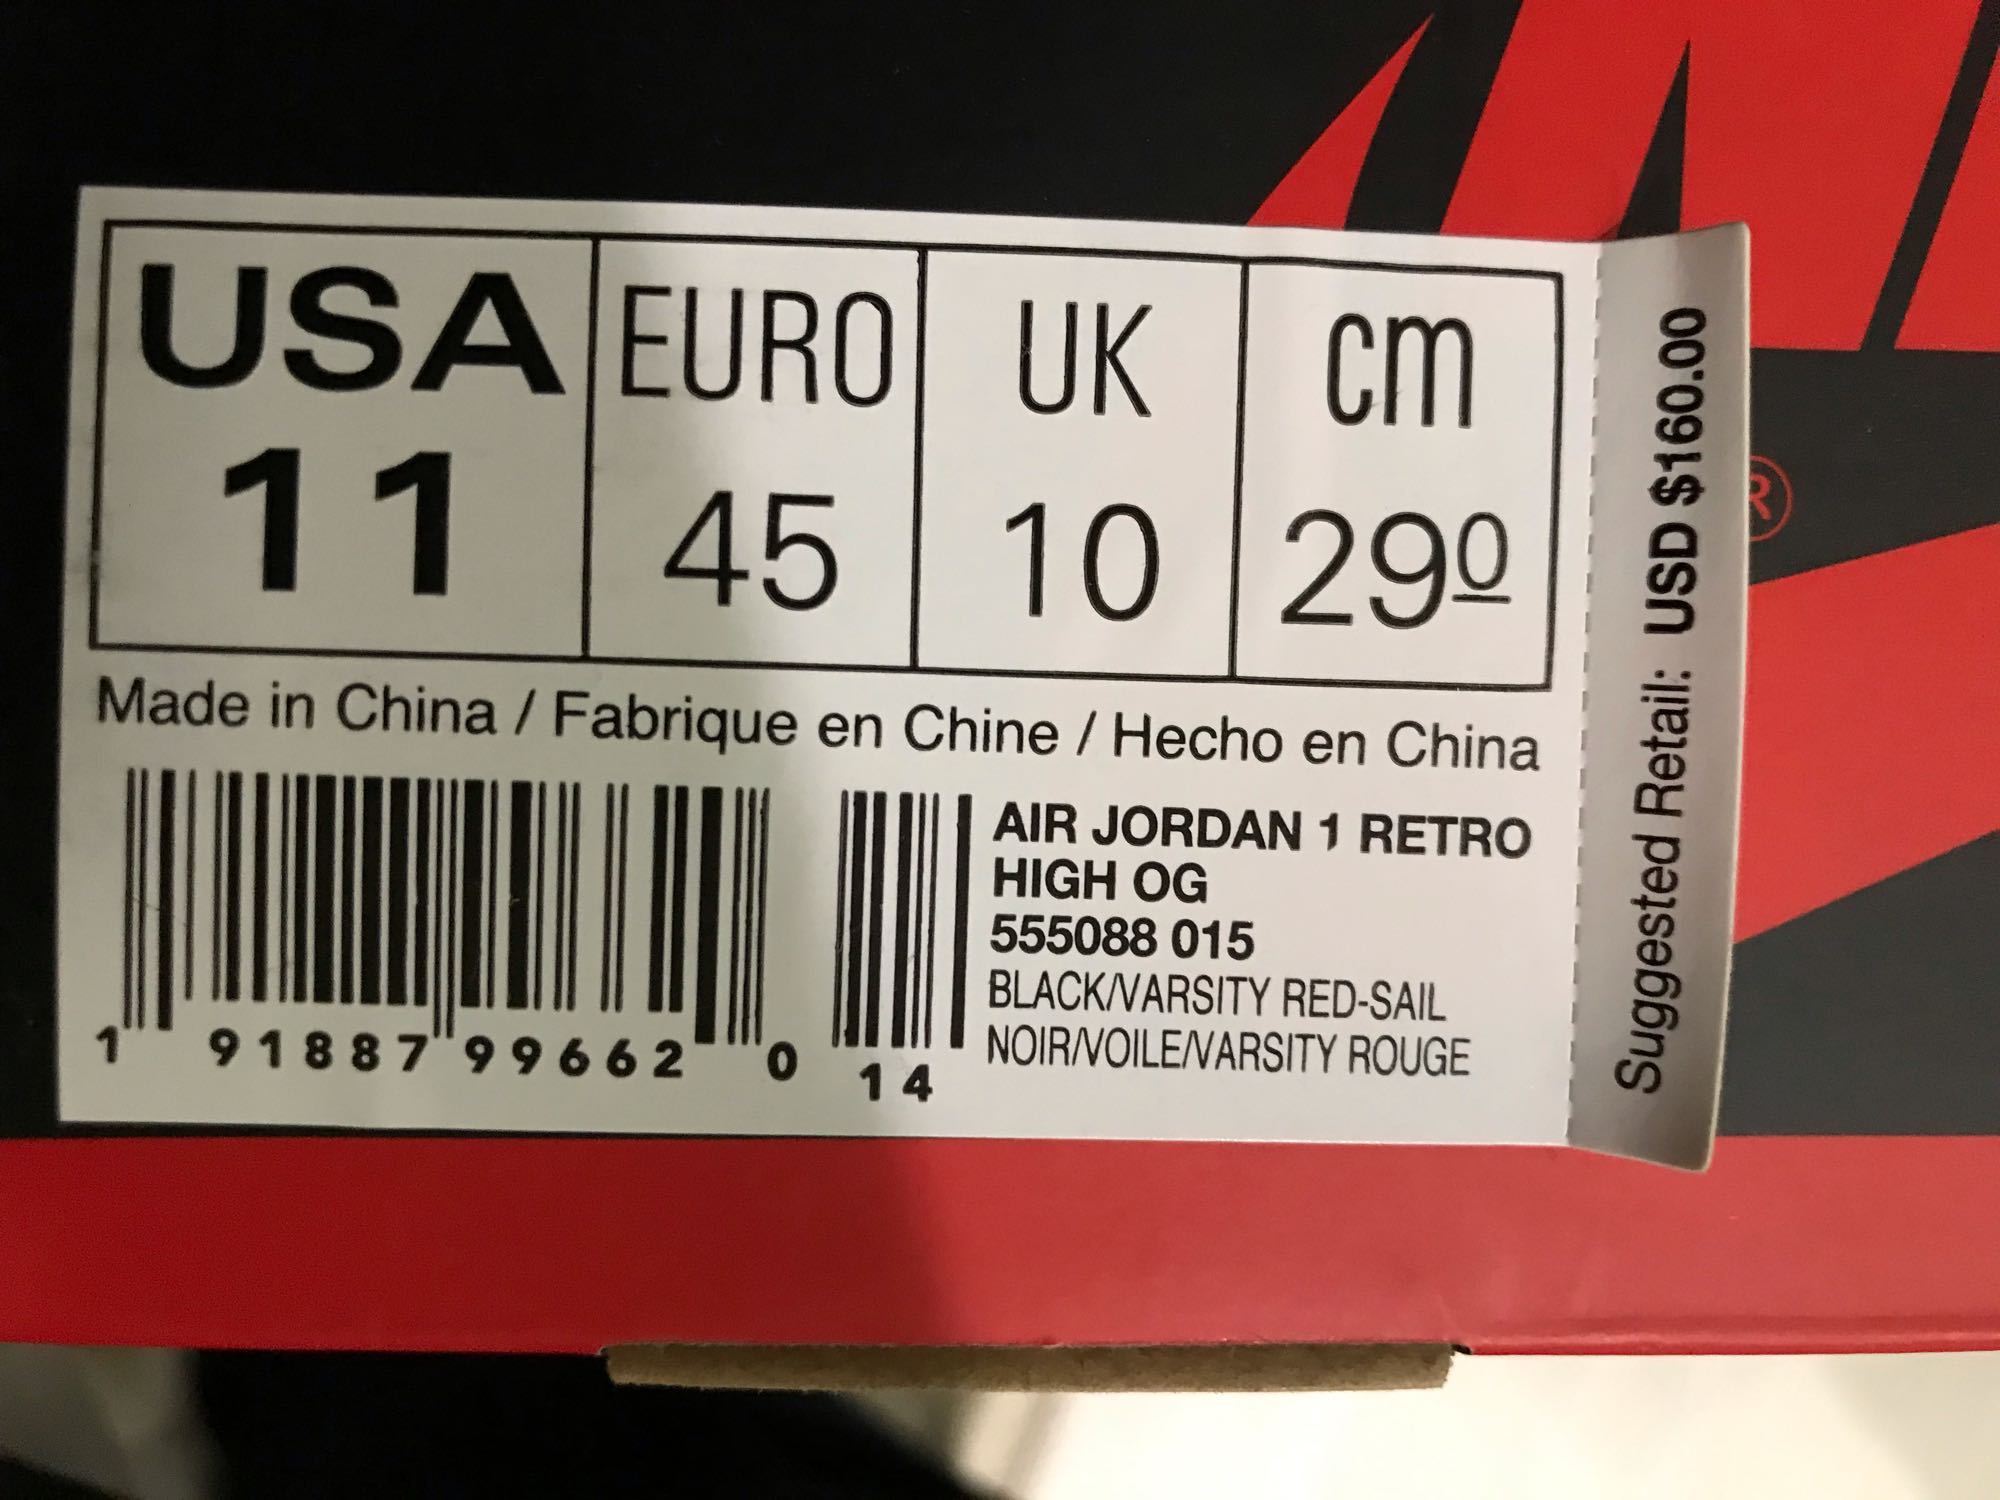 USA EURO UK cm
11 45 10 290
Made in China / Fabrique en Chine / Hecho en China
AIR JORDAN 1 RETRO
HIGH OG
555088 015
BLACK/VARSITY RED-SAIL
NOIR/VOILE/VARSITY ROUGE
1 91887 99662 0 14
Suggested Retail: USD $160.00
®